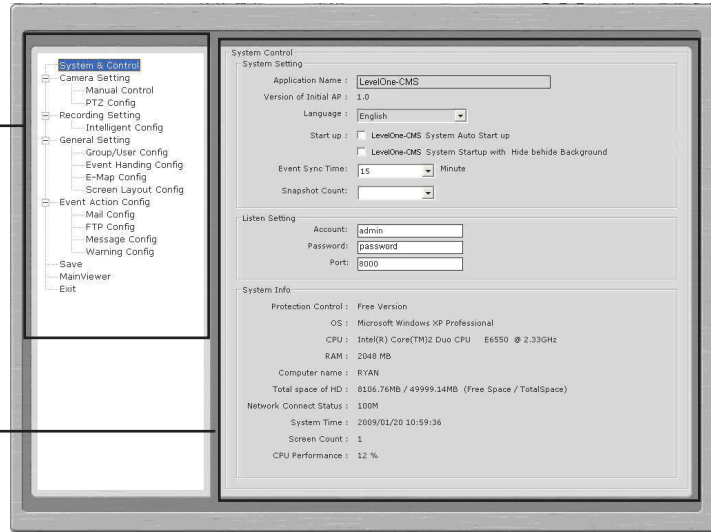 System & Control
Camera Setting
Manual Control
PTZ Config
Recording Setting
Intelligent Config
General Setting
Group/User Config
Event Handing Config
E-Map Config
Screen Layout Config
Event Action Config
Mail Config
FTP Config
Message Config
Warning Config
Save
MainViewer
Exit
System Control
System Setting
Application Name : LevelOne-CMS
Version of Initial AP : 1.0
Language : English
Start up : LevelOne-CMS System Auto Start up
LevelOne-CMS System Startup with Hide behide Background
Event Sync Time: 15 Minute
Snapshot Count:
Listen Setting
Account: admin
Password: password
Port: 8000
System Info
Protection Control : Free Version
OS : Microsoft Windows XP Professional
CPU : Intel(R) Core(TM)2 Duo CPU E6550 @ 2.33GHz
RAM : 2048 MB
Computer name : RYAN
Total space of HD : 8106.76MB / 49999.14MB (Free Space / TotalSpace)
Network Connect Status : 100M
System Time : 2009/01/20 10:59:36
Screen Count : 1
CPU Performance : 12 %